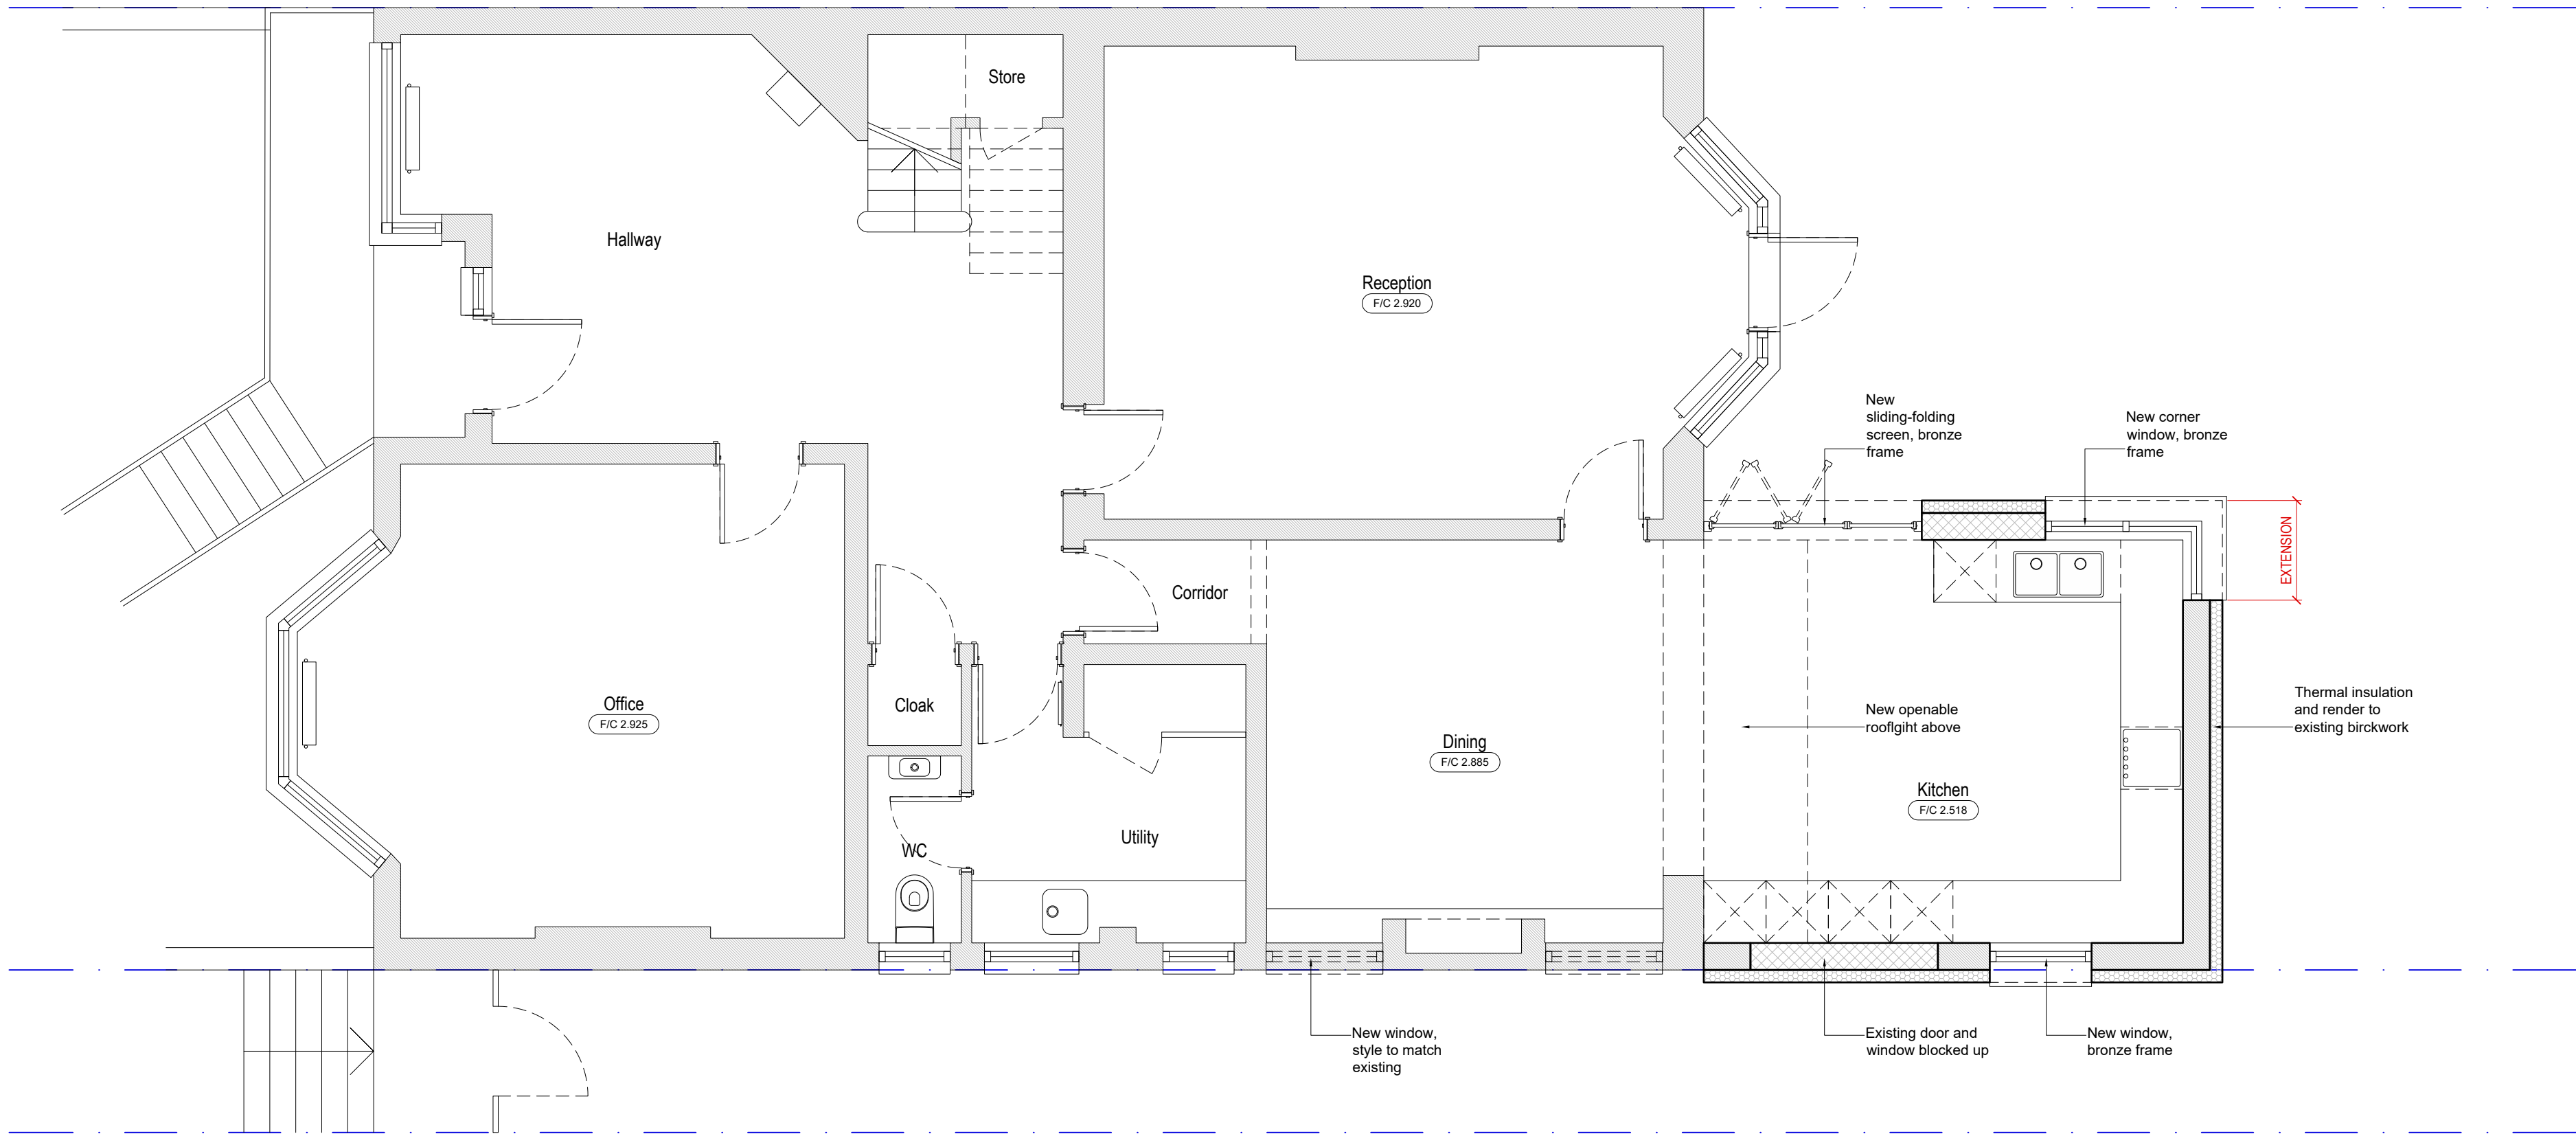 Store
Hallway
Reception
F/C 2.920
New
sliding-folding
screen, bronze
frame
New corner
window, bronze
frame
EXTENSION
Corridor
Office
F/C 2.925
Cloak
Thermal insulation
and render to
existing birckwork
New openable
rooflgiht above
Dining
F/C 2.885
Kitchen
F/C 2.518
Utility
WC
New window,
style to match
existing
Existing door and
window blocked up
New window,
bronze frame